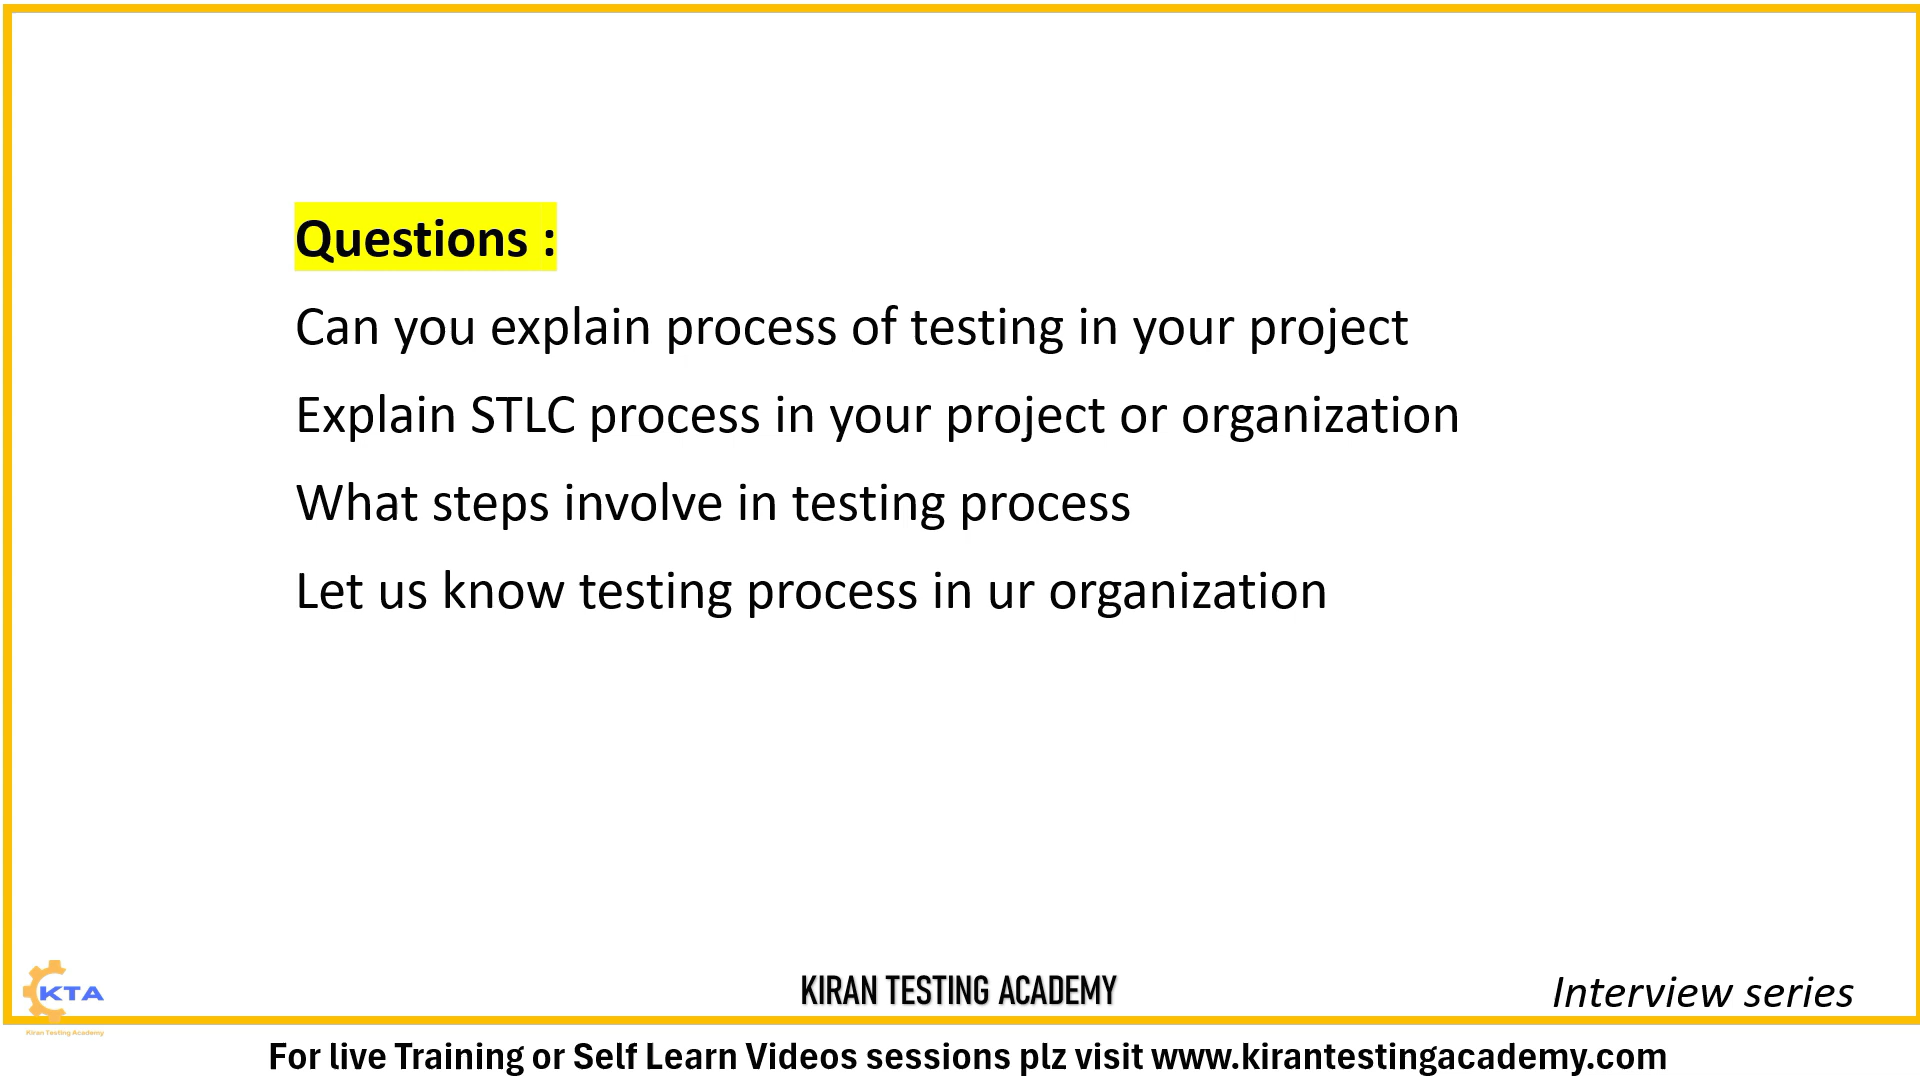 Questions :
Can you explain process of testing in your project
Explain STLC process in your project or organization
What steps involve in testing process
Let us know testing process in ur organization
KTA
Kiran Testing Academy
KIRAN TESTING ACADEMY
Interview series
For live Training or Self Learn Videos sessions plz visit www.kirantestingacademy.com